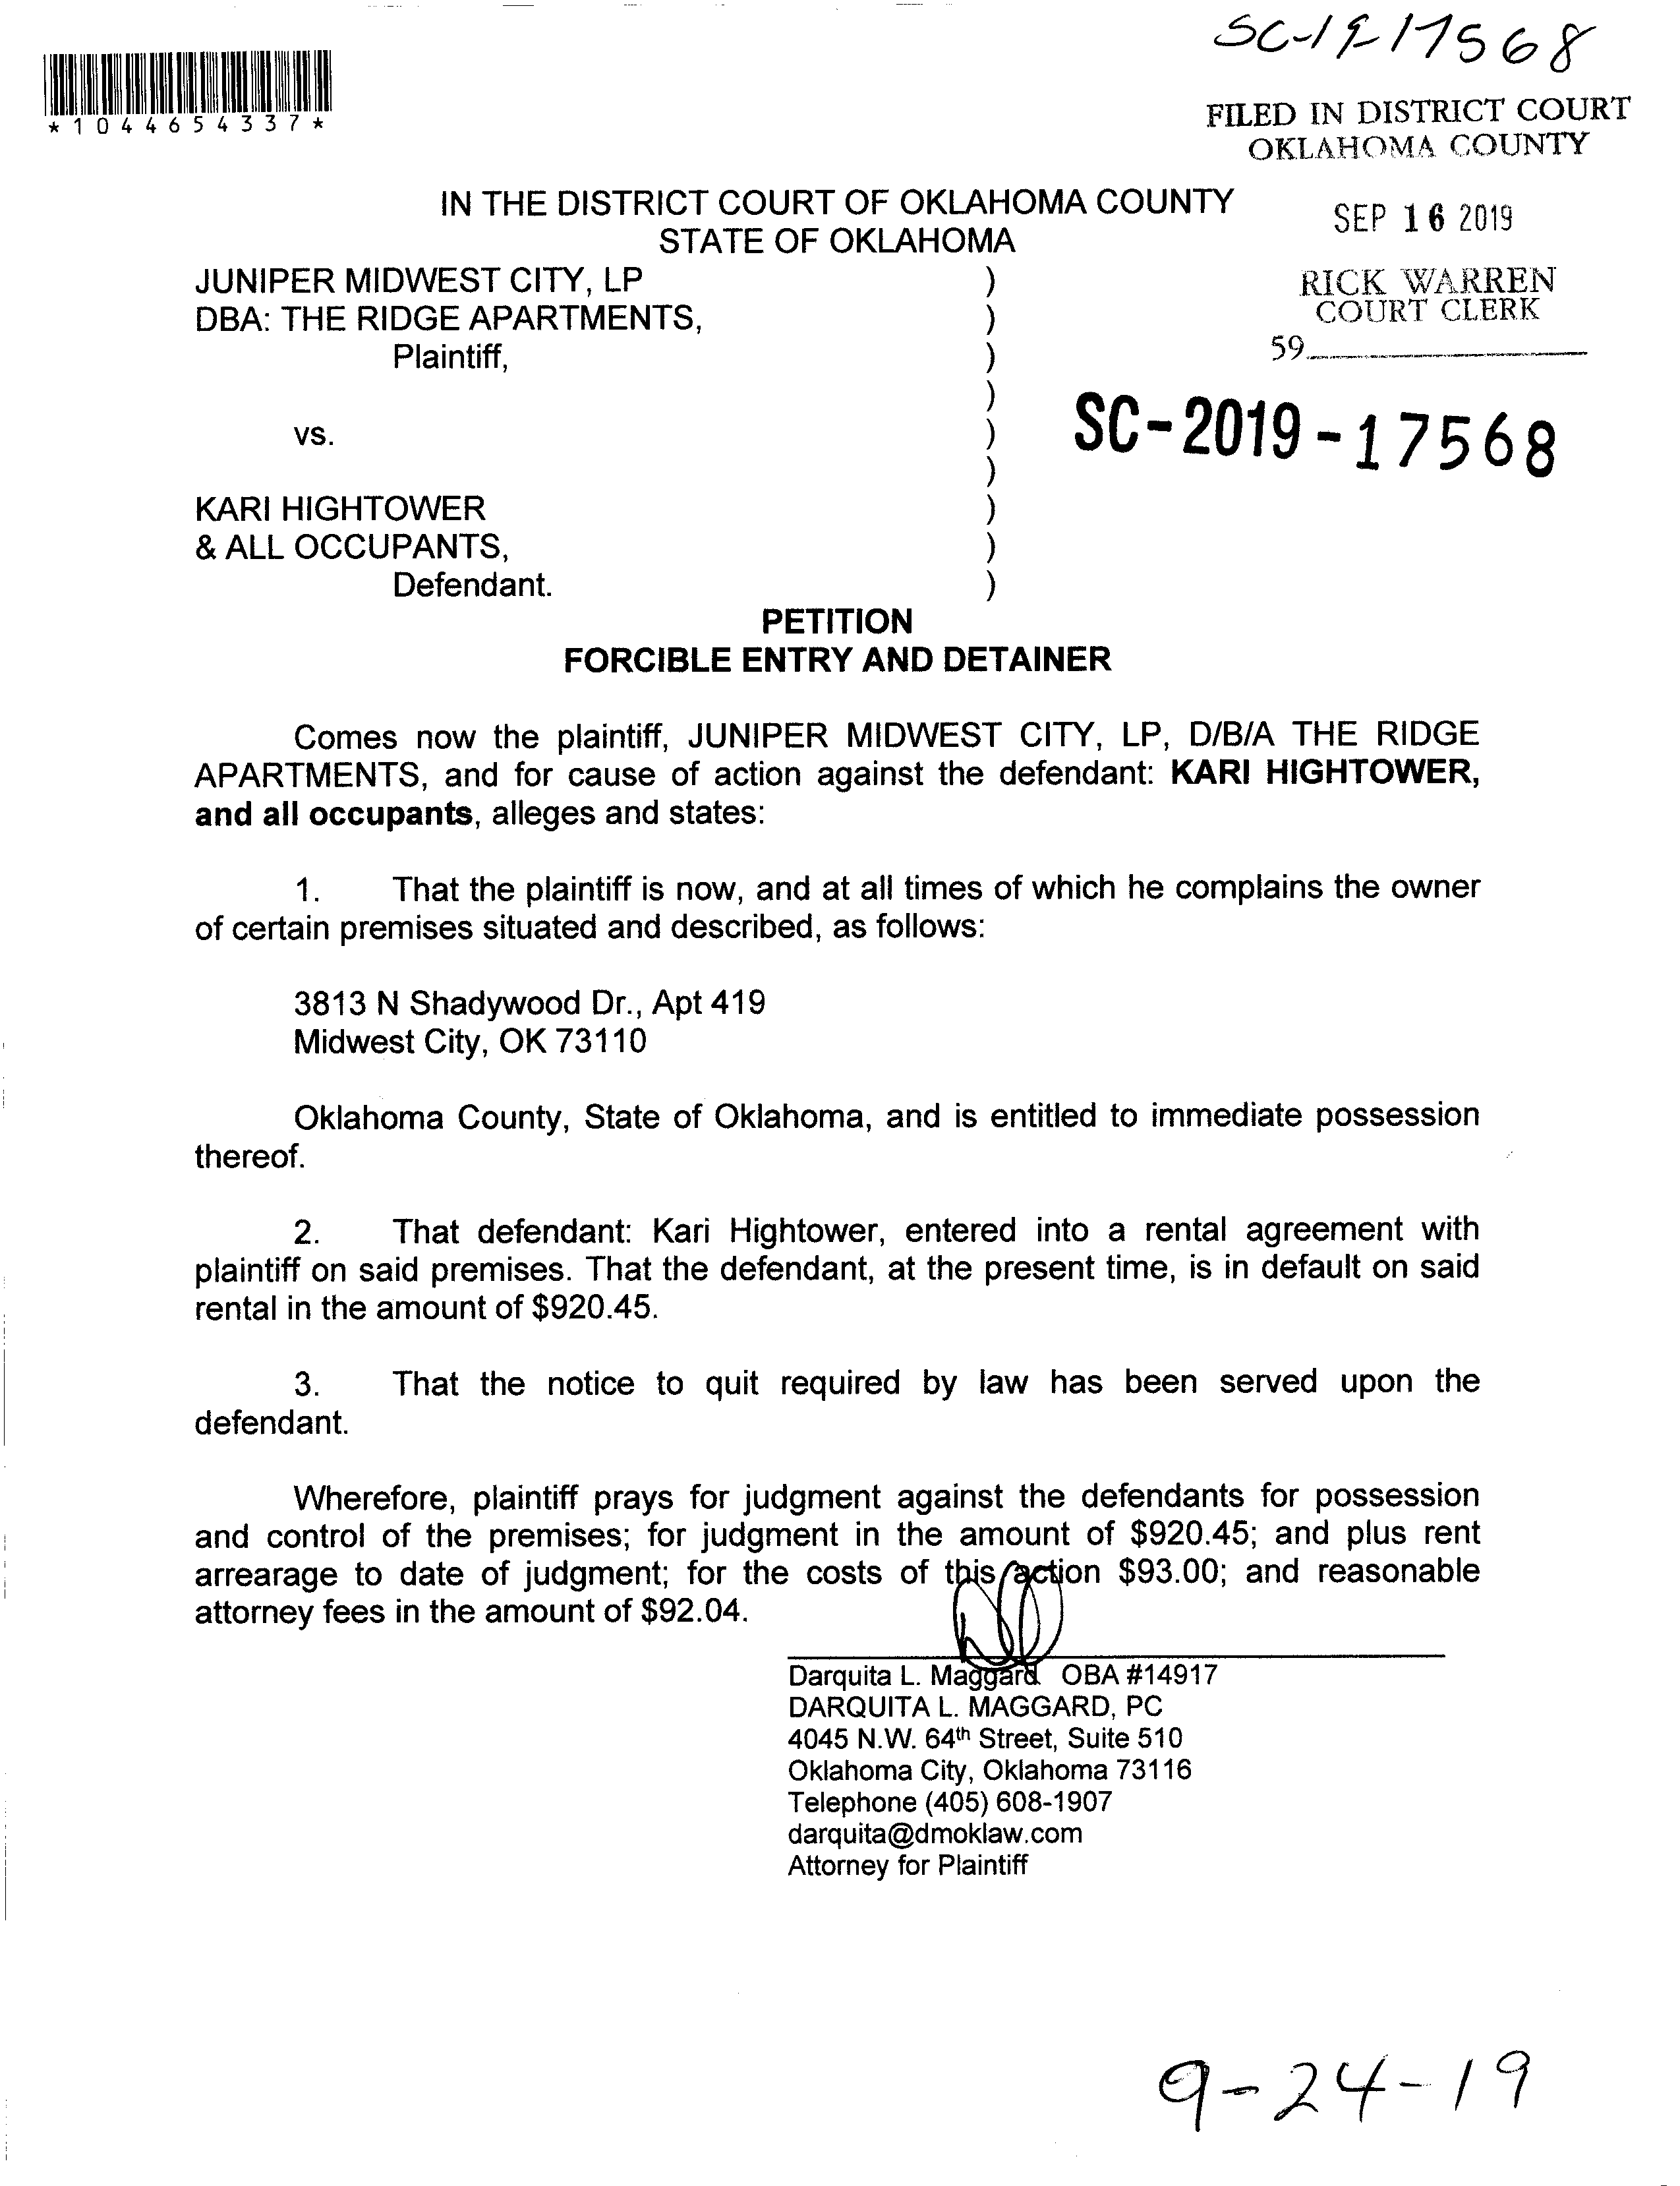 SC-19-17568
*1044654337*
FILED IN DISTRICT COURT
OKLAHOMA COUNTY
IN THE DISTRICT COURT OF OKLAHOMA COUNTY
STATE OF OKLAHOMA
SEP 16 2019
JUNIPER MIDWEST CITY, LP )
DBA: THE RIDGE APARTMENTS, )
Plaintiff, )
)
vs. )
)
KARI HIGHTOWER )
& ALL OCCUPANTS, )
Defendant. )
RICK WARREN
COURT CLERK
59
SC-2019-17568
PETITION
FORCIBLE ENTRY AND DETAINER
Comes now the plaintiff, JUNIPER MIDWEST CITY, LP, D/B/A THE RIDGE
APARTMENTS, and for cause of action against the defendant: KARI HIGHTOWER,
and all occupants, alleges and states:
1. That the plaintiff is now, and at all times of which he complains the owner
of certain premises situated and described, as follows:
3813 N Shadywood Dr., Apt 419
Midwest City, OK 73110
Oklahoma County, State of Oklahoma, and is entitled to immediate possession
thereof.
2. That defendant: Kari Hightower, entered into a rental agreement with
plaintiff on said premises. That the defendant, at the present time, is in default on said
rental in the amount of $920.45.
3. That the notice to quit required by law has been served upon the
defendant.
Wherefore, plaintiff prays for judgment against the defendants for possession
and control of the premises; for judgment in the amount of $920.45; and plus rent
arrearage to date of judgment; for the costs of this action $93.00; and reasonable
attorney fees in the amount of $92.04.
Darquita L. Maggard OBA #14917
DARQUITA L. MAGGARD, PC
4045 N.W. 64th Street, Suite 510
Oklahoma City, Oklahoma 73116
Telephone (405) 608-1907
darquita@dmoklaw.com
Attorney for Plaintiff
9-24-19